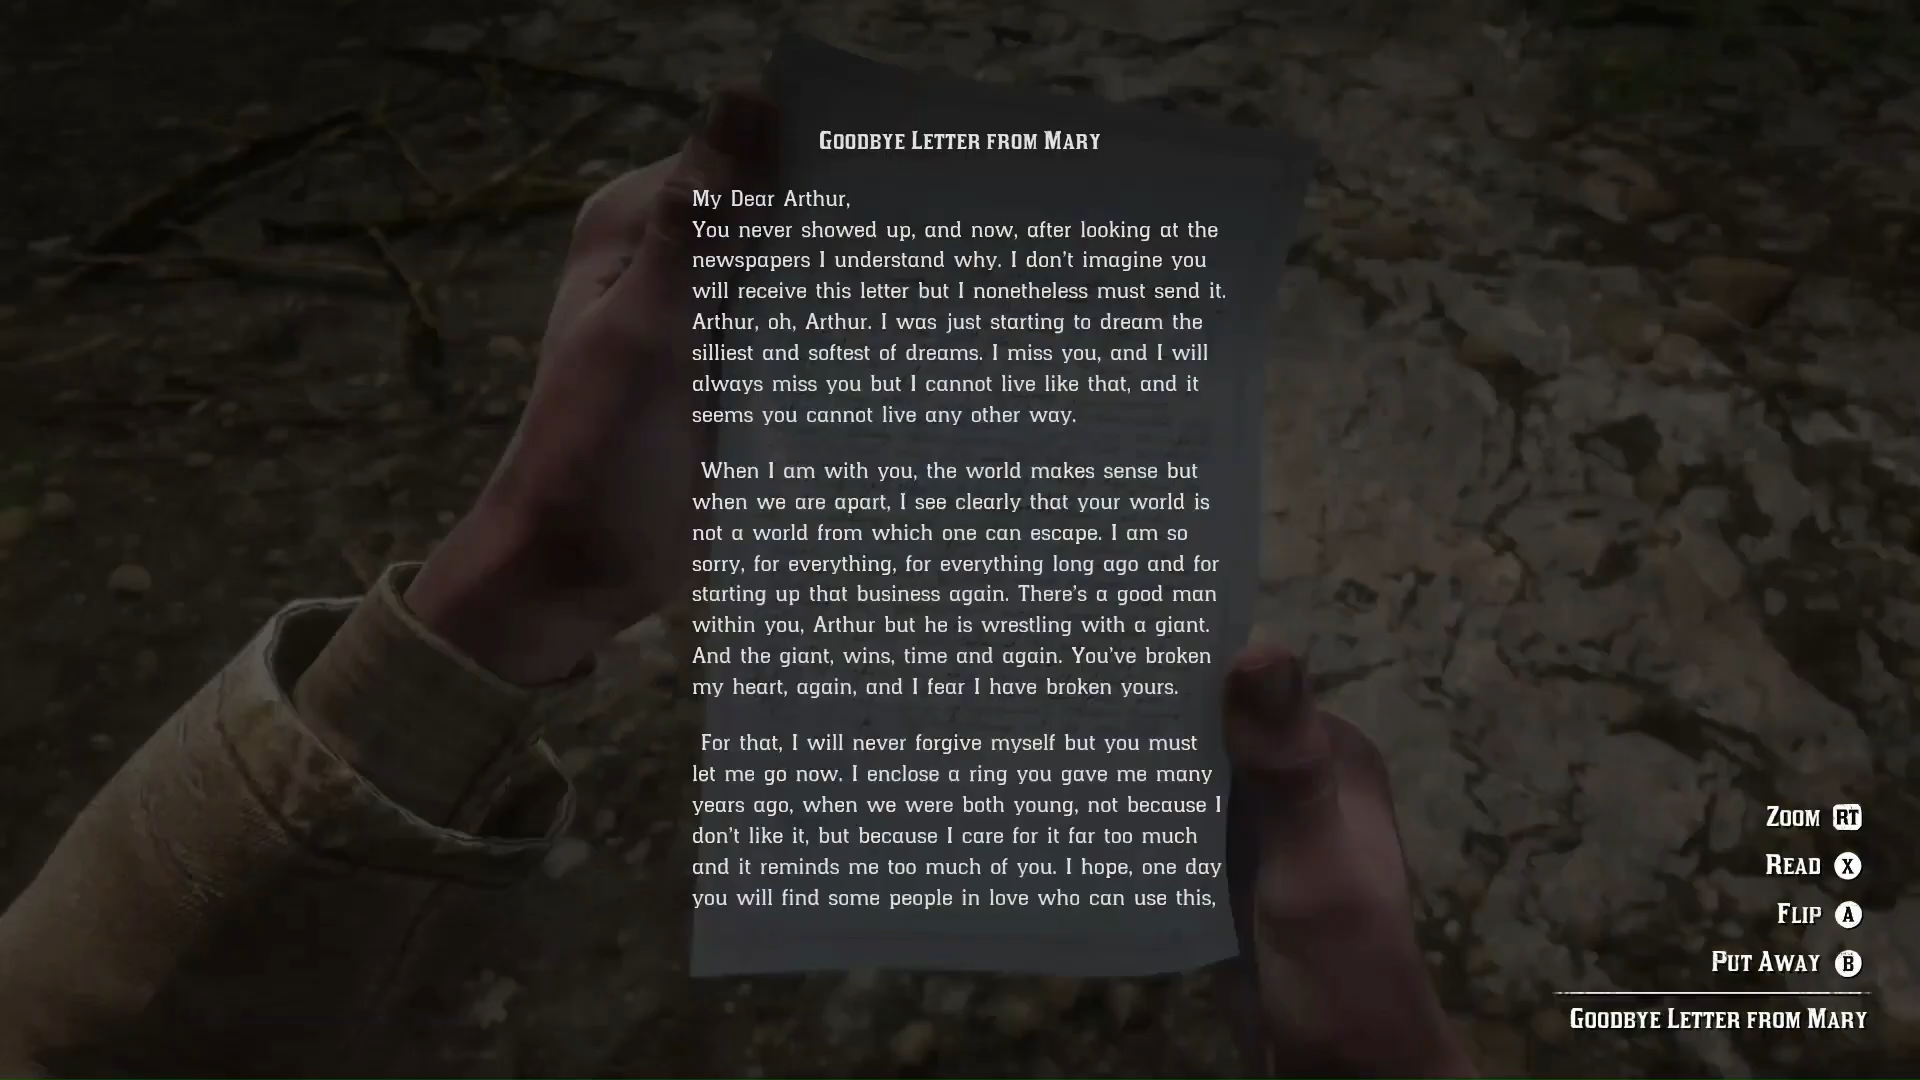 Goodbye Letter from Mary
My Dear Arthur,
You never showed up, and now, after looking at the
newspapers I understand why. I don't imagine you
will receive this letter but I nonetheless must send it.
Arthur, oh, Arthur. I was just starting to dream the
silliest and softest of dreams. I miss you, and I will
always miss you but I cannot live like that, and it
seems you cannot live any other way.
When I am with you, the world makes sense but
when we are apart, I see clearly that your world is
not a world from which one can escape. I am so
sorry, for everything, for everything long ago and for
starting up that business again. There's a good man
within you, Arthur but he is wrestling with a giant.
And the giant, wins, time and again. You've broken
my heart, again, and I fear I have broken yours.
For that, I will never forgive myself but you must
let me go now. I enclose a ring you gave me many
years ago, when we were both young, not because I
don't like it, but because I care for it far too much
and it reminds me too much of you. I hope, one day
you will find some people in love who can use this,
Zoom RT
Read X
Flip A
Put Away B
Goodbye Letter from Mary